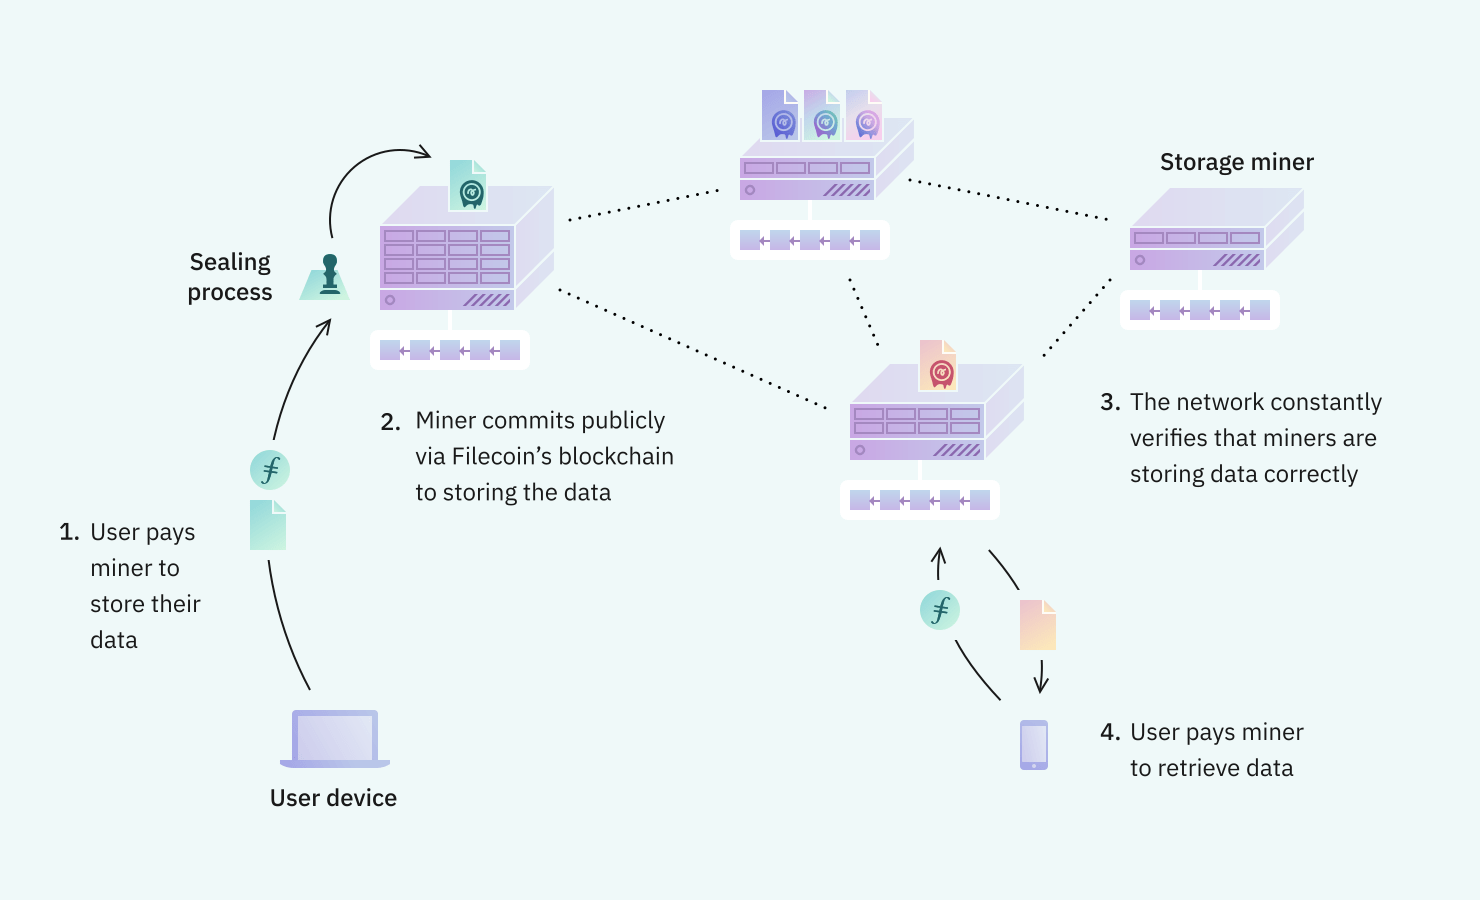 Storage miner
Sealing
process
1. User pays
miner to
store their
data
User device
2. Miner commits publicly
via Filecoin’s blockchain
to storing the data
3. The network constantly
verifies that miners are
storing data correctly
4. User pays miner
to retrieve data